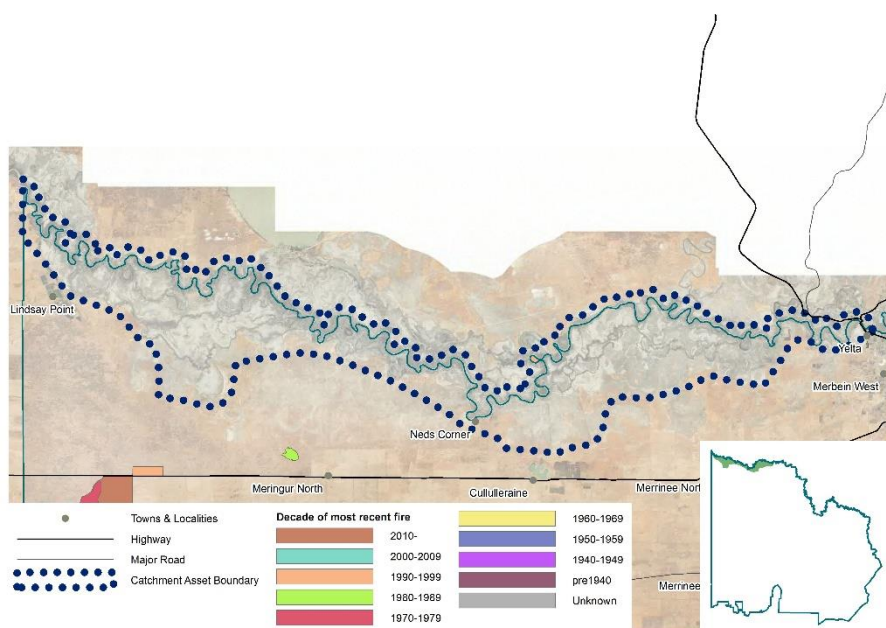 Lindsay Point
Yelta
Merbein West
Neds Corner
Meringur North
Cullulleraine
Merrinee Nort
Merrinee
Towns & Localities
Highway
Major Road
Catchment Asset Boundary
Decade of most recent fire
2010-
2000-2009
1990-1999
1980-1989
1970-1979
1960-1969
1950-1959
1940-1949
pre1940
Unknown